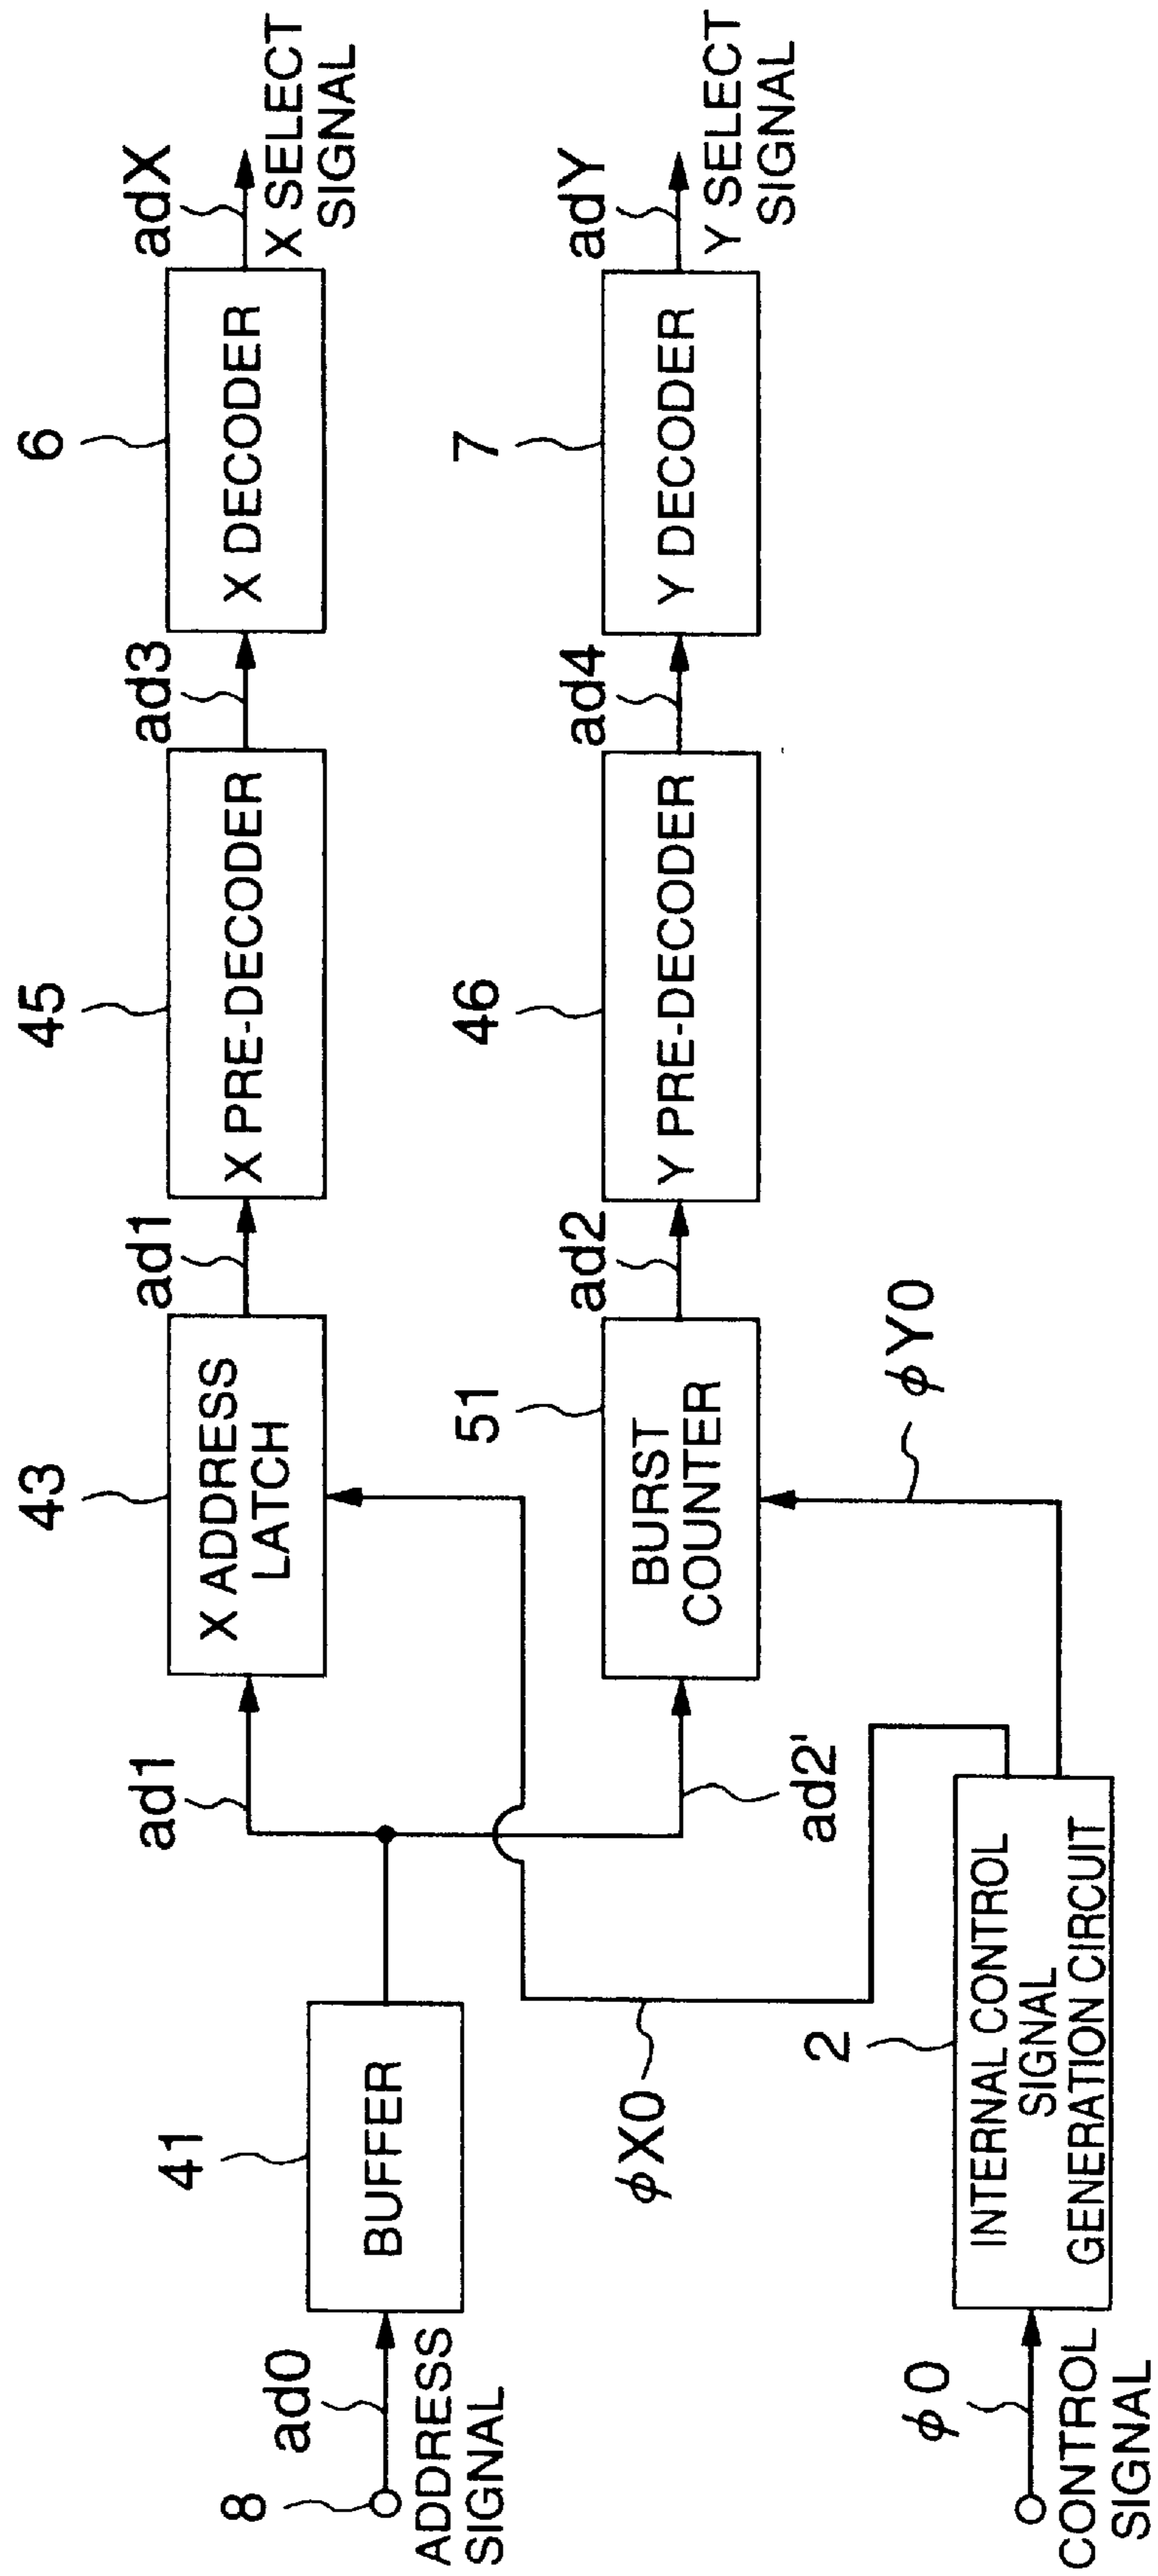 8
ad0
ADDRESS
SIGNAL
41
BUFFER
ad1
43
X ADDRESS
LATCH
ad1
45
X PRE-DECODER
ad3
6
X DECODER
adX
X SELECT
SIGNAL
ad2'
51
BURST
COUNTER
ad2
46
Y PRE-DECODER
ad4
7
Y DECODER
adY
Y SELECT
SIGNAL
ϕX0
ϕY0
ϕ0
CONTROL
SIGNAL
2
INTERNAL CONTROL
SIGNAL
GENERATION CIRCUIT